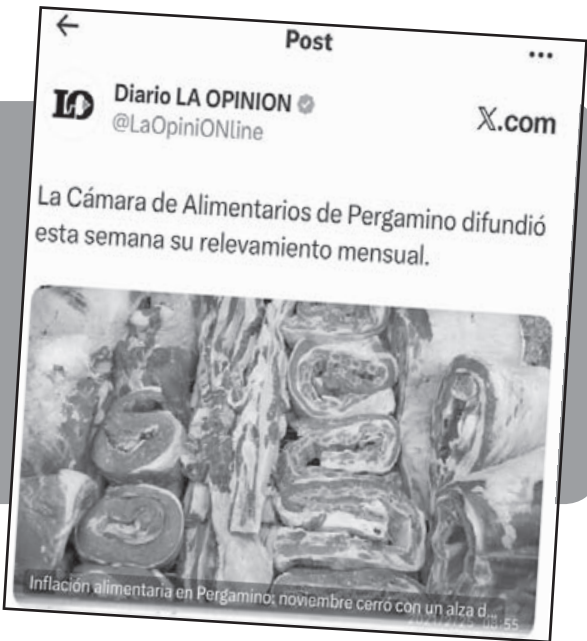 Post
...
LO
Diario LA OPINION
@LaOpiniONline
X.com
La Cámara de Alimentarios de Pergamino difundió
esta semana su relevamiento mensual.
Inflación alimentaria en Pergamino: noviembre cerró con un alza d...